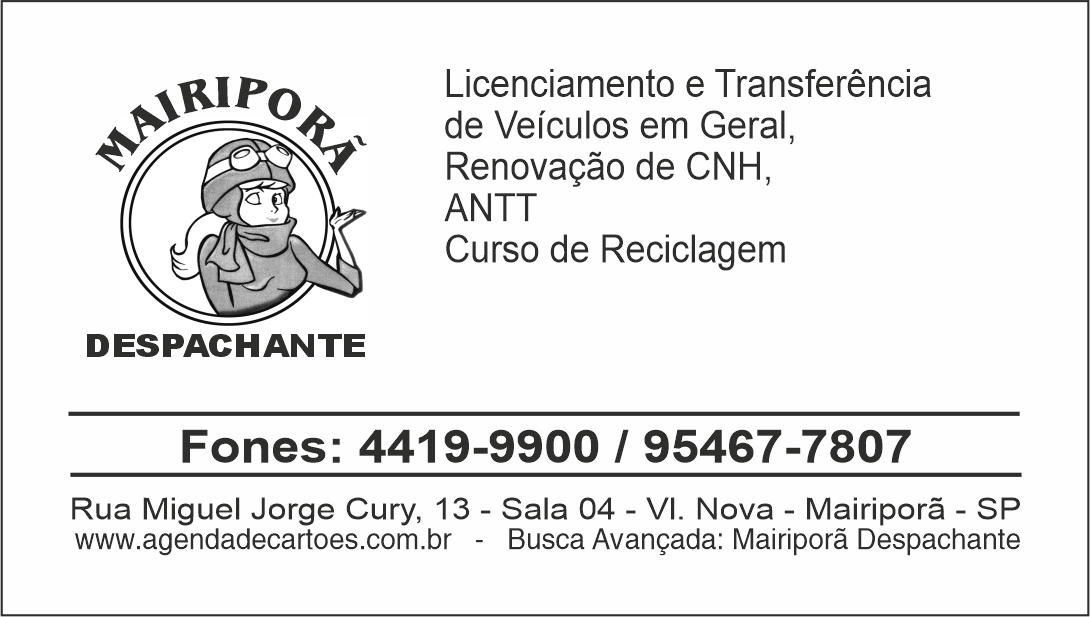 MAIRIPORÃ
DESPACHANTE
Licenciamento e Transferência
de Veículos em Geral,
Renovação de CNH,
ANTT
Curso de Reciclagem
Fones: 4419-9900 / 95467-7807
Rua Miguel Jorge Cury, 13 - Sala 04 - Vl. Nova - Mairiporã - SP
www.agendadecartoes.com.br - Busca Avançada: Mairiporã Despachante